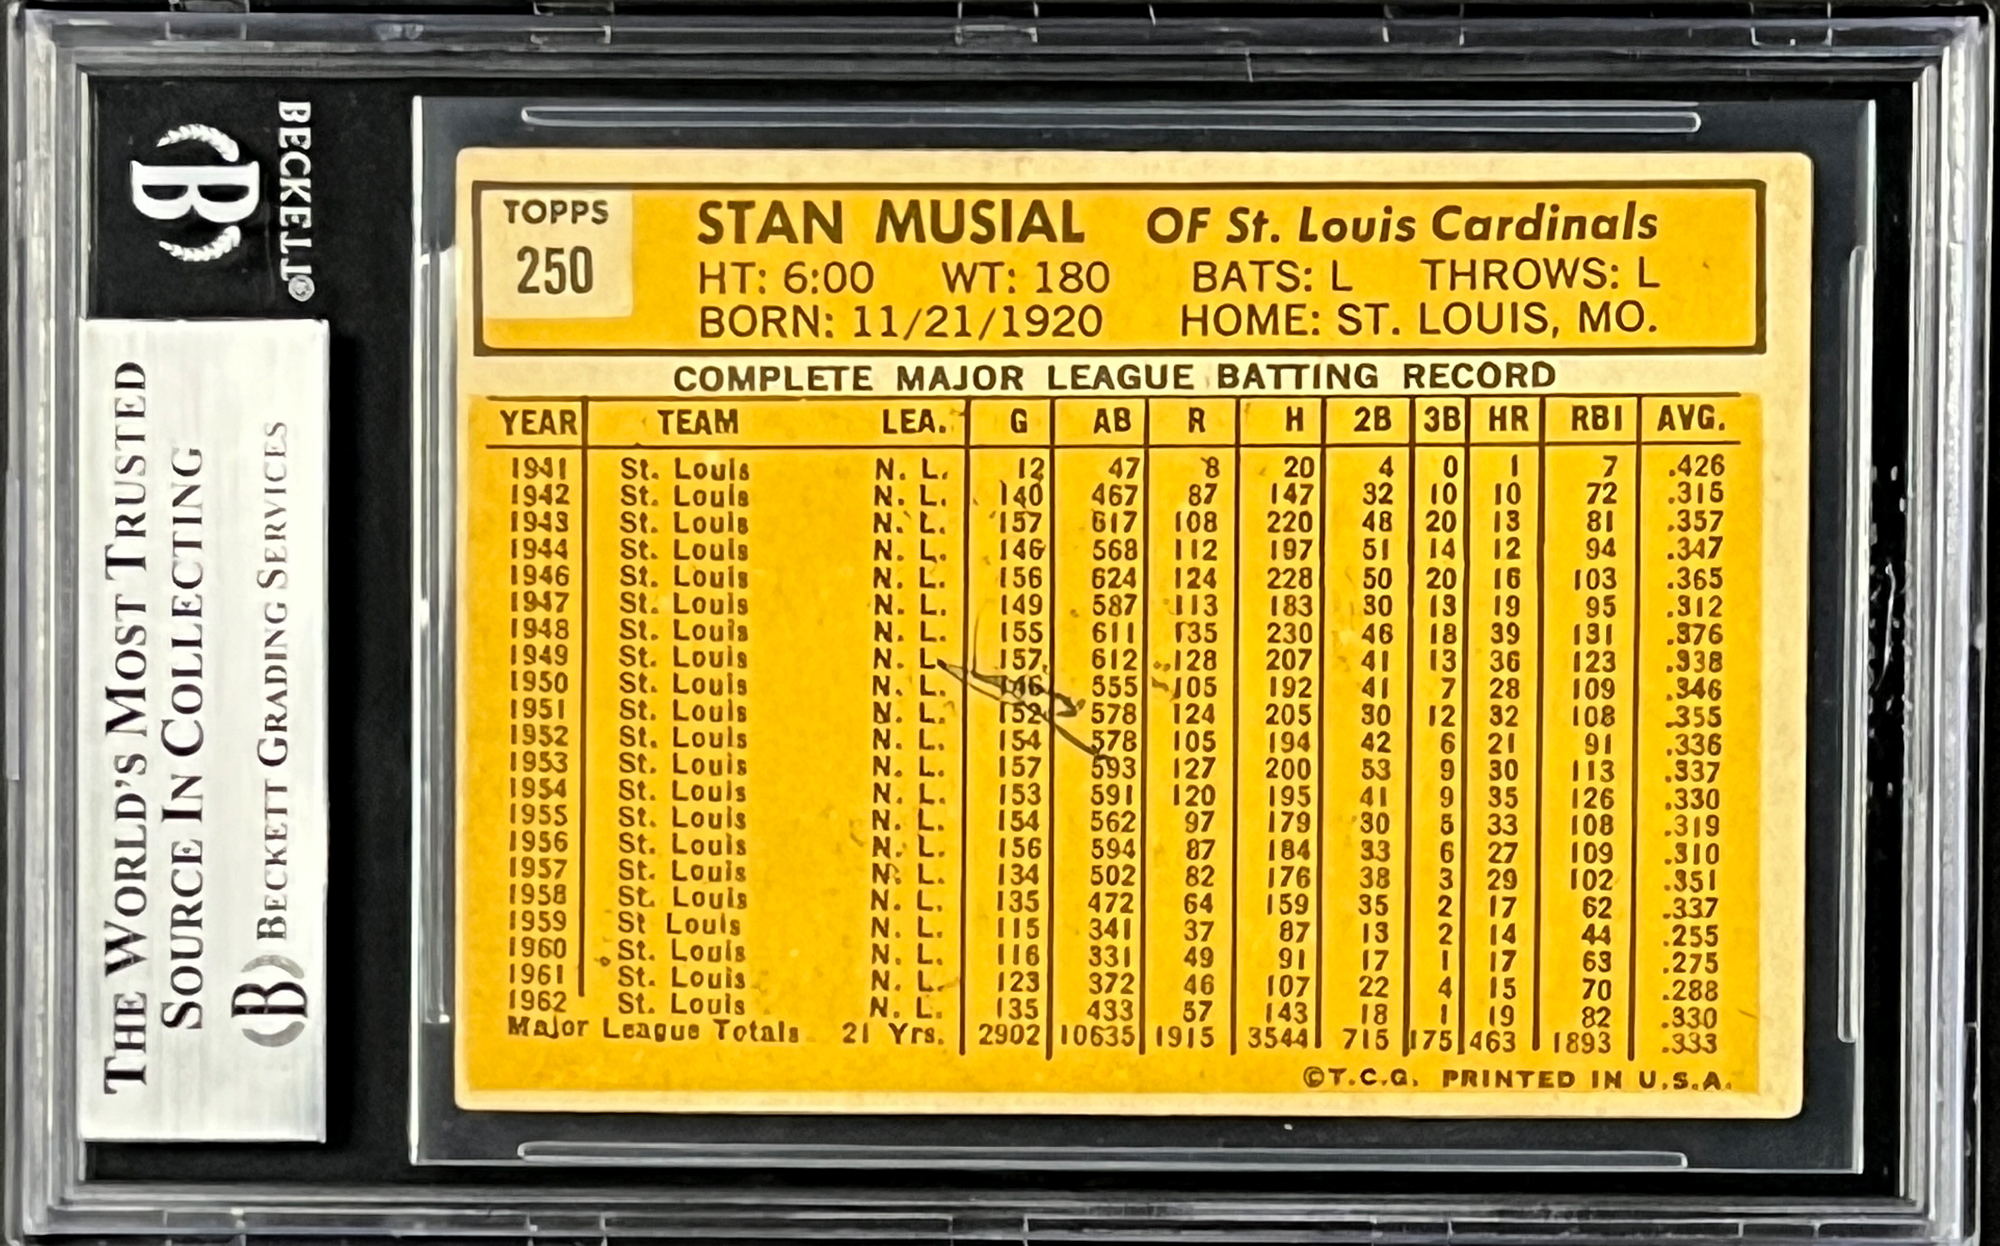 BECKETT®
B
THE WORLD'S MOST TRUSTED
SOURCE IN COLLECTING
B BECKETT GRADING SERVICES
TOPPS
250
STAN MUSIAL OF St. Louis Cardinals
HT: 6:00 WT: 180 BATS: L THROWS: L
BORN: 11/21/1920 HOME: ST. LOUIS, MO.
COMPLETE MAJOR LEAGUE BATTING RECORD
YEAR TEAM LEA. G AB R H 2B 3B HR RBI AVG.
1941 St. Louis N. L. 12 47 8 20 4 0 1 7 .426
1942 St. Louis N. L. 140 467 87 147 32 10 10 72 .315
1943 St. Louis N. L. 157 617 108 220 48 20 13 81 .357
1944 St. Louis N. L. 146 568 112 197 51 14 12 94 .347
1946 St. Louis N. L. 156 624 124 228 50 20 16 103 .365
1947 St. Louis N. L. 149 587 113 183 30 13 19 95 .312
1948 St. Louis N. L. 155 611 135 230 46 18 39 131 .376
1949 St. Louis N. L. 157 612 128 207 41 13 36 123 .338
1950 St. Louis N. L. 146 555 105 192 41 7 28 109 .346
1951 St. Louis N. L. 152 578 124 205 30 12 32 108 .355
1952 St. Louis N. L. 154 578 105 194 42 6 21 91 .336
1953 St. Louis N. L. 157 593 127 200 53 9 30 113 .337
1954 St. Louis N. L. 153 591 120 195 41 9 35 126 .330
1955 St. Louis N. L. 154 562 97 179 30 5 33 108 .319
1956 St. Louis N. L. 156 594 87 184 33 6 27 109 .310
1957 St. Louis N. L. 134 502 82 176 38 3 29 102 .351
1958 St. Louis N. L. 135 472 64 159 35 2 17 62 .337
1959 St Louis N. L. 115 341 37 87 13 2 14 44 .255
1960 St. Louis N. L. 116 331 49 91 17 1 17 63 .275
1961 St. Louis N. L. 123 372 46 107 22 4 15 70 .288
1962 St. Louis N. L. 135 433 57 143 18 1 19 82 .330
Major League Totals 21 Yrs. 2902 10635 1915 3544 715 175 463 1893 .333
©T.C.G. PRINTED IN U.S.A.